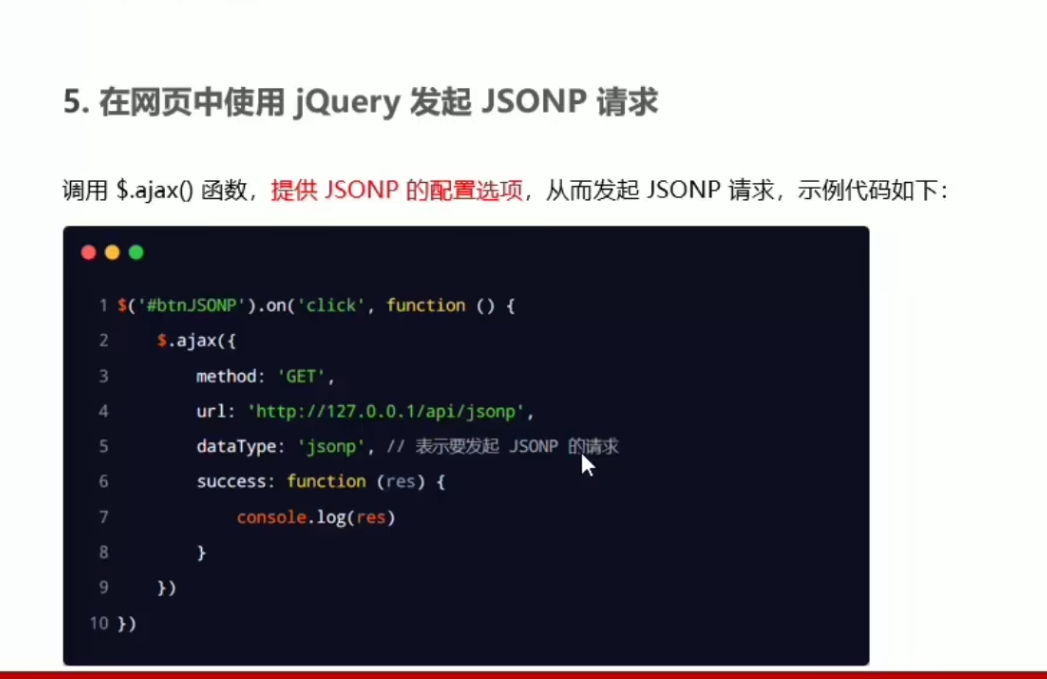 5. 在网页中使用 jQuery 发起 JSONP 请求
调用 $.ajax() 函数，提供 JSONP 的配置选项，从而发起 JSONP 请求，示例代码如下：
1 $('#btnJSONP').on('click', function () {
2     $.ajax({
3         method: 'GET',
4         url: 'http://127.0.0.1/api/jsonp',
5         dataType: 'jsonp', // 表示要发起 JSONP 的请求
6         success: function (res) {
7             console.log(res)
8         }
9     })
10 })